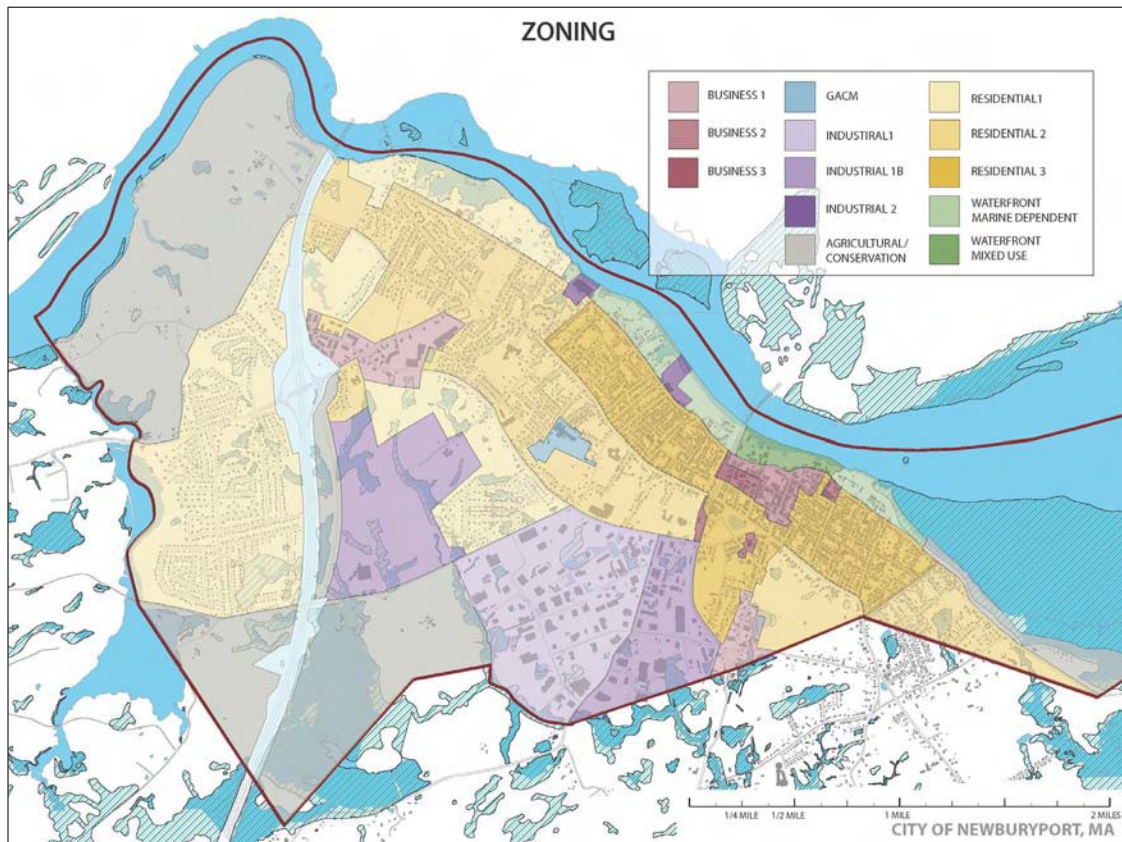 ZONING
BUSINESS 1
BUSINESS 2
BUSINESS 3
GACM
INDUSTIRAL1
INDUSTRIAL 1B
INDUSTRIAL 2
AGRICULTURAL/
CONSERVATION
RESIDENTIAL1
RESIDENTIAL 2
RESIDENTIAL 3
WATERFRONT
MARINE DEPENDENT
WATERFRONT
MIXED USE
1/4 MILE 1/2 MILE 1 MILE 2 MILES
CITY OF NEWBURYPORT, MA